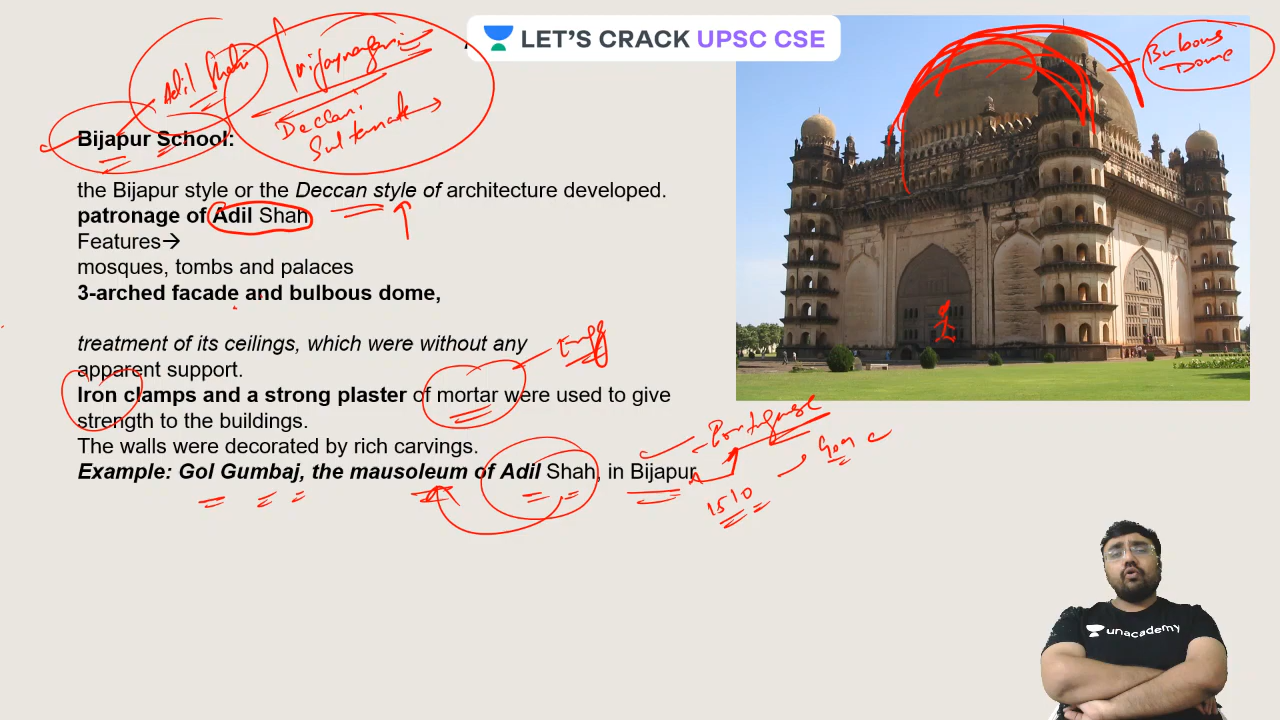 LET'S CRACK UPSC CSE
Adil Shahi
Vijaynagari
Deccani
Sultanate
Bulbous
Dome
Bijapur School:
the Bijapur style or the Deccan style of architecture developed.
patronage of Adil Shah
Features→
mosques, tombs and palaces
3-arched facade and bulbous dome,
treatment of its ceilings, which were without any
apparent support.
Engg
Iron clamps and a strong plaster of mortar were used to give
strength to the buildings.
The walls were decorated by rich carvings.
Portuguese
Goa
Example: Gol Gumbaj, the mausoleum of Adil Shah, in Bijapur
1510
unacademy